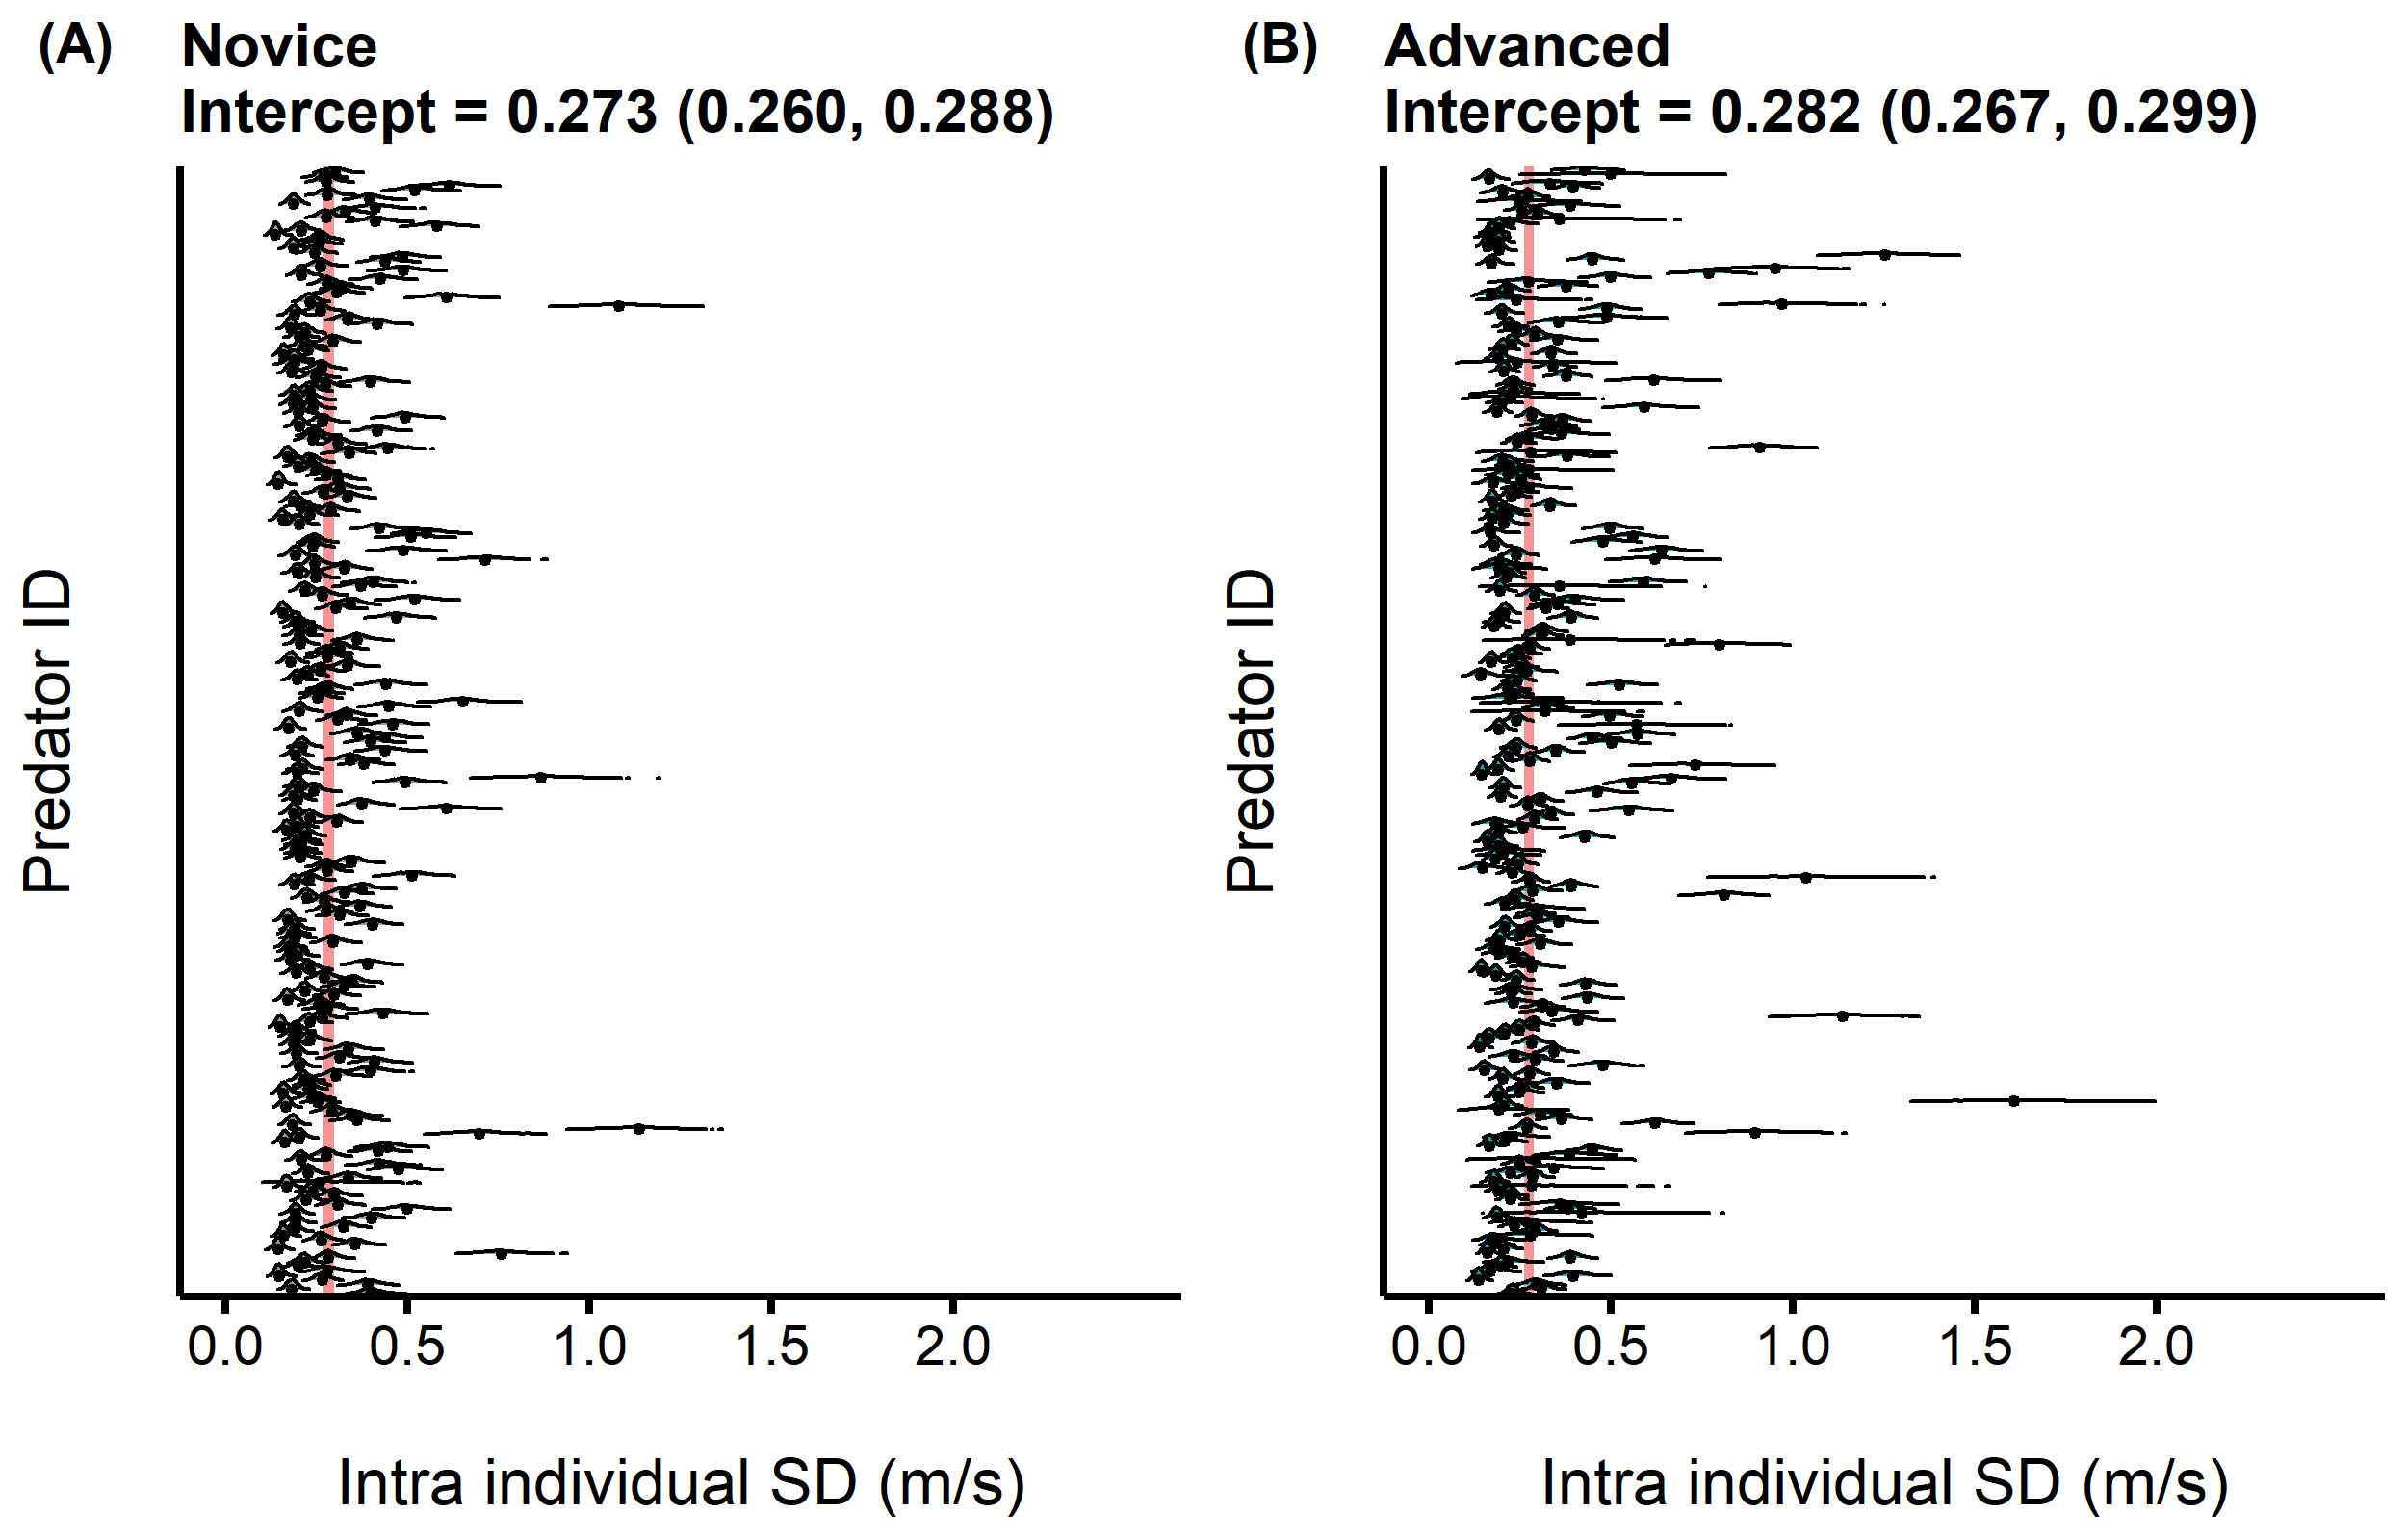 (A) Novice
Intercept = 0.273 (0.260, 0.288)
Predator ID
0.0 0.5 1.0 1.5 2.0
Intra individual SD (m/s)
(B) Advanced
Intercept = 0.282 (0.267, 0.299)
Predator ID
0.0 0.5 1.0 1.5 2.0
Intra individual SD (m/s)